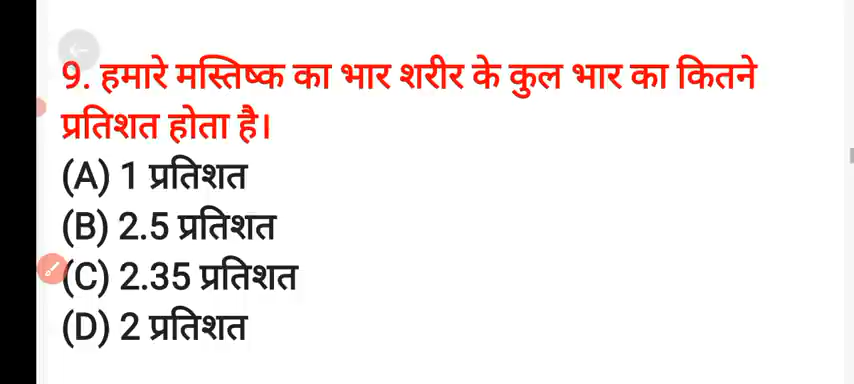 9. हमारे मस्तिष्क का भार शरीर के कुल भार का कितने
प्रतिशत होता है।
(A) 1 प्रतिशत
(B) 2.5 प्रतिशत
(C) 2.35 प्रतिशत
(D) 2 प्रतिशत